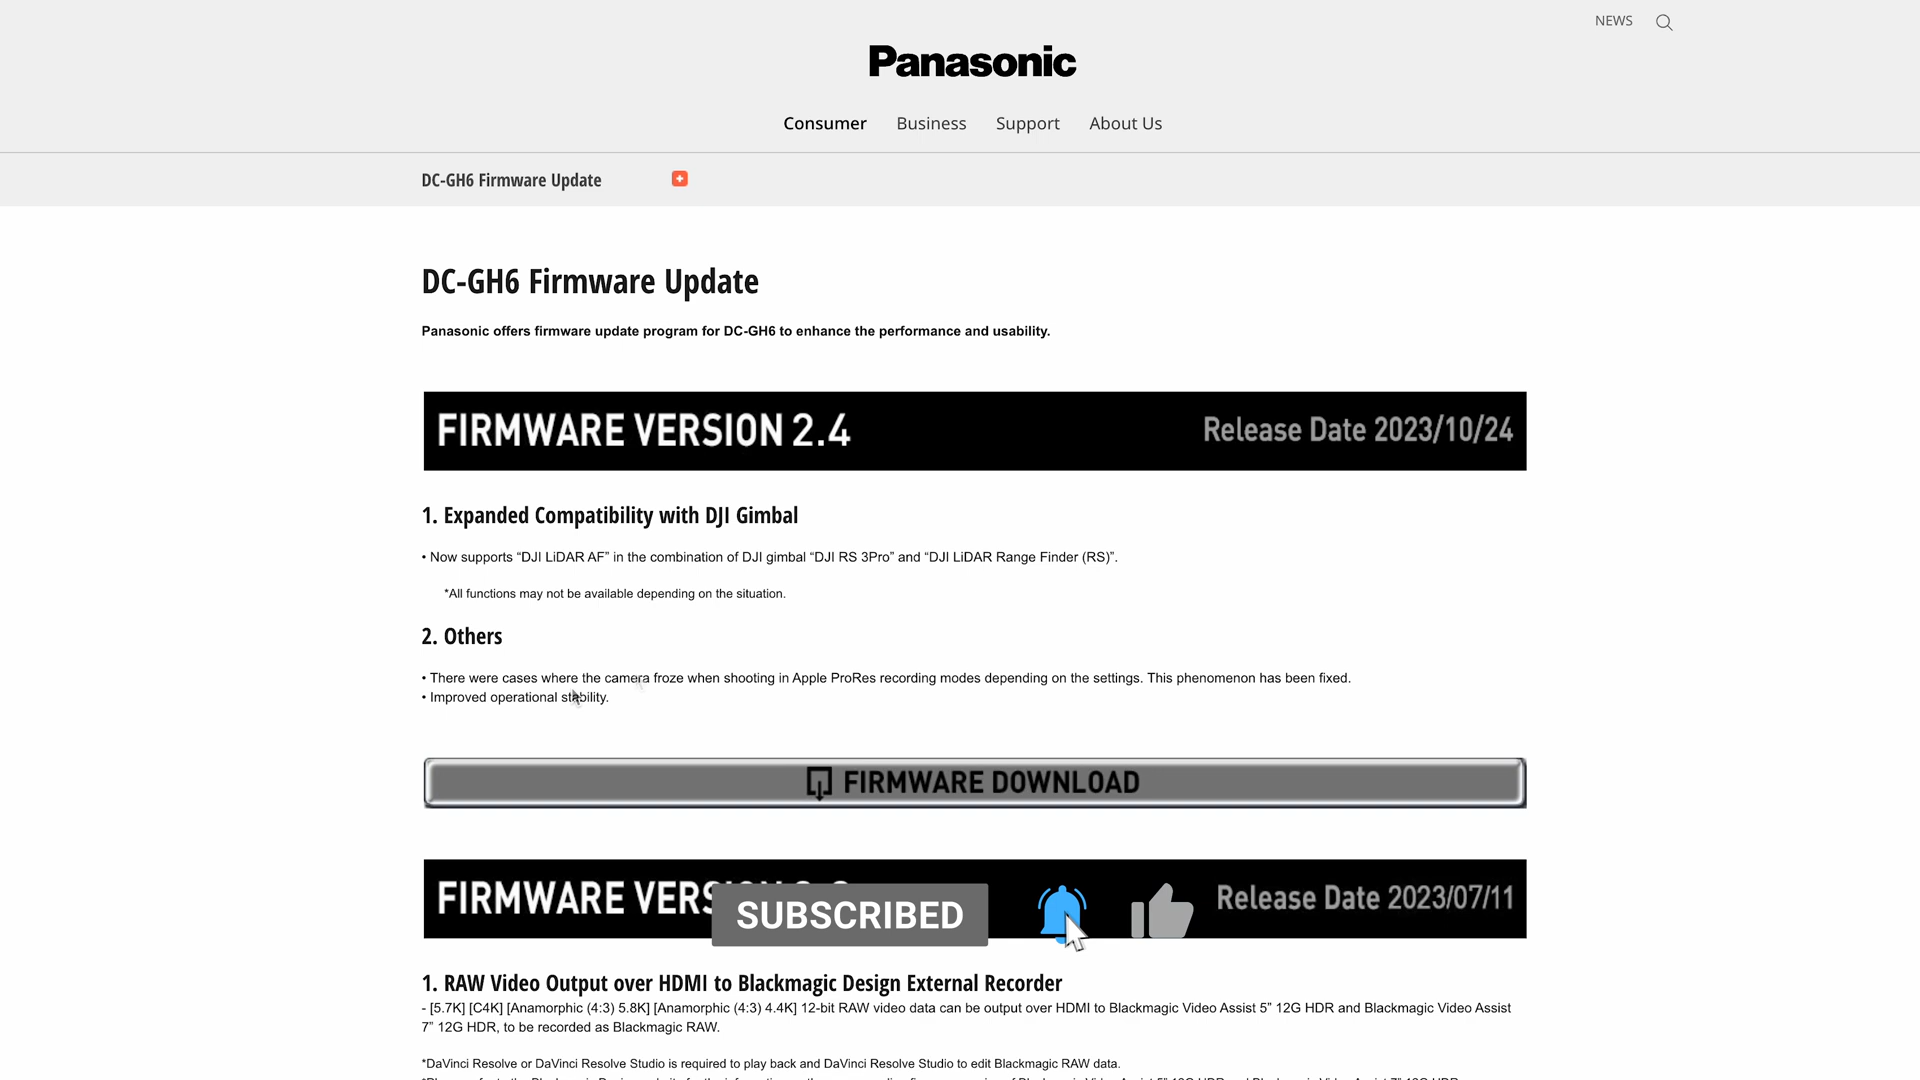 NEWS
Panasonic
Consumer Business Support About Us
DC-GH6 Firmware Update
DC-GH6 Firmware Update
Panasonic offers firmware update program for DC-GH6 to enhance the performance and usability.
FIRMWARE VERSION 2.4 Release Date 2023/10/24
1. Expanded Compatibility with DJI Gimbal
• Now supports “DJI LiDAR AF” in the combination of DJI gimbal “DJI RS 3Pro” and “DJI LiDAR Range Finder (RS)”.
*All functions may not be available depending on the situation.
2. Others
• There were cases where the camera froze when shooting in Apple ProRes recording modes depending on the settings. This phenomenon has been fixed.
• Improved operational stability.
FIRMWARE DOWNLOAD
FIRMWARE Release Date 2023/07/11
SUBSCRIBED
1. RAW Video Output over HDMI to Blackmagic Design External Recorder
- [5.7K] [C4K] [Anamorphic (4:3) 5.8K] [Anamorphic (4:3) 4.4K] 12-bit RAW video data can be output over HDMI to Blackmagic Video Assist 5” 12G HDR and Blackmagic Video Assist
7” 12G HDR, to be recorded as Blackmagic RAW.
*DaVinci Resolve or DaVinci Resolve Studio is required to play back and DaVinci Resolve Studio to edit Blackmagic RAW data.